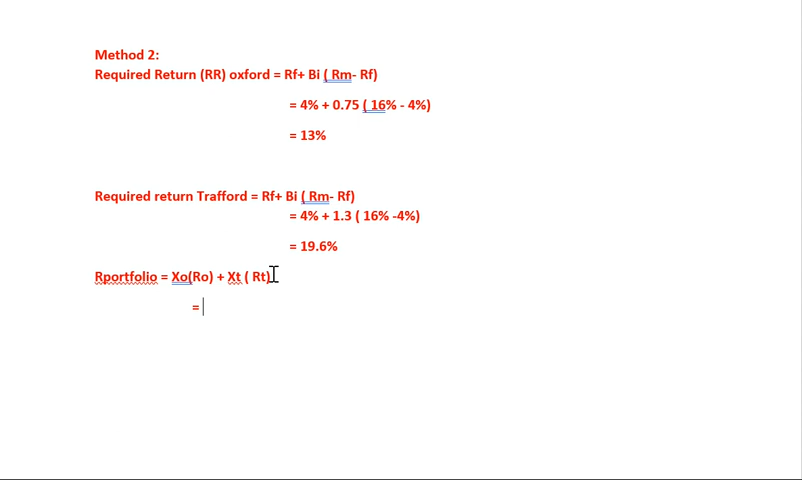 Method 2:
Required Return (RR) oxford = Rf+ Bi ( Rm- Rf)
= 4% + 0.75 ( 16% - 4%)
= 13%
Required return Trafford = Rf+ Bi ( Rm- Rf)
= 4% + 1.3 ( 16% -4%)
= 19.6%
Rportfolio = Xo(Ro) + Xt ( Rt)
=